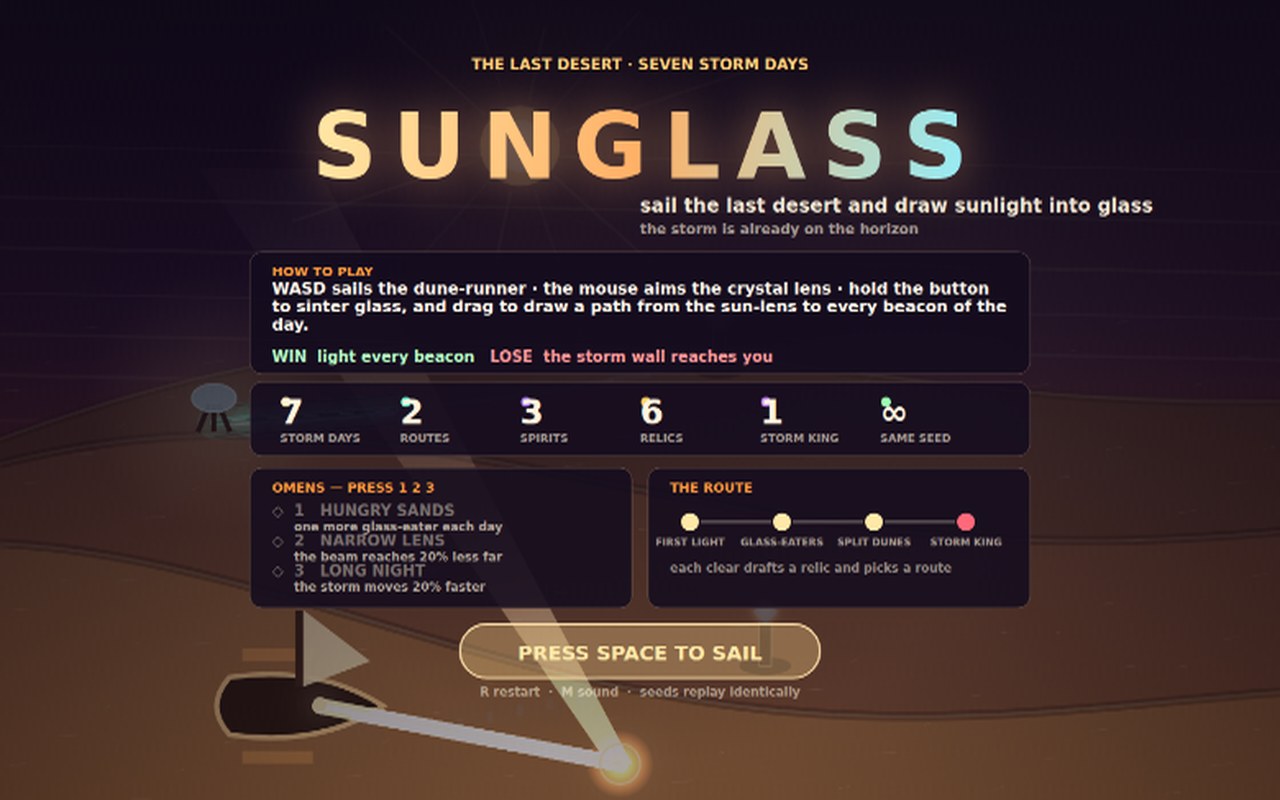 THE LAST DESERT · SEVEN STORM DAYS
SUNGLASS
sail the last desert and draw sunlight into glass
the storm is already on the horizon
HOW TO PLAY
WASD sails the dune-runner · the mouse aims the crystal lens · hold the button
to sinter glass, and drag to draw a path from the sun-lens to every beacon of the
day.
WIN light every beacon LOSE the storm wall reaches you
7 2 3 6 1 ∞
STORM DAYS ROUTES SPIRITS RELICS STORM KING SAME SEED
OMENS — PRESS 1 2 3
◇ 1 HUNGRY SANDS
one more glass-eater each day
◇ 2 NARROW LENS
the beam reaches 20% less far
◇ 3 LONG NIGHT
the storm moves 20% faster
THE ROUTE
FIRST LIGHT GLASS-EATERS SPLIT DUNES STORM KING
each clear drafts a relic and picks a route
PRESS SPACE TO SAIL
R restart · M sound · seeds replay identically